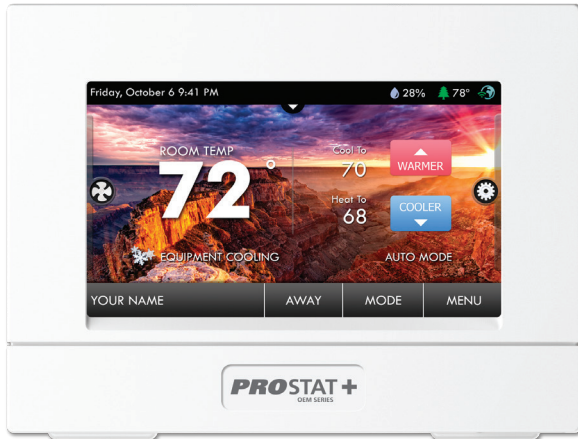 Friday, October 6 9:41 PM 28% 78°
ROOM TEMP
72°
Cool To
70
WARMER
Heat To
68
COOLER
EQUIPMENT COOLING
AUTO MODE
YOUR NAME AWAY MODE MENU
PROSTAT+
OEM SERIES